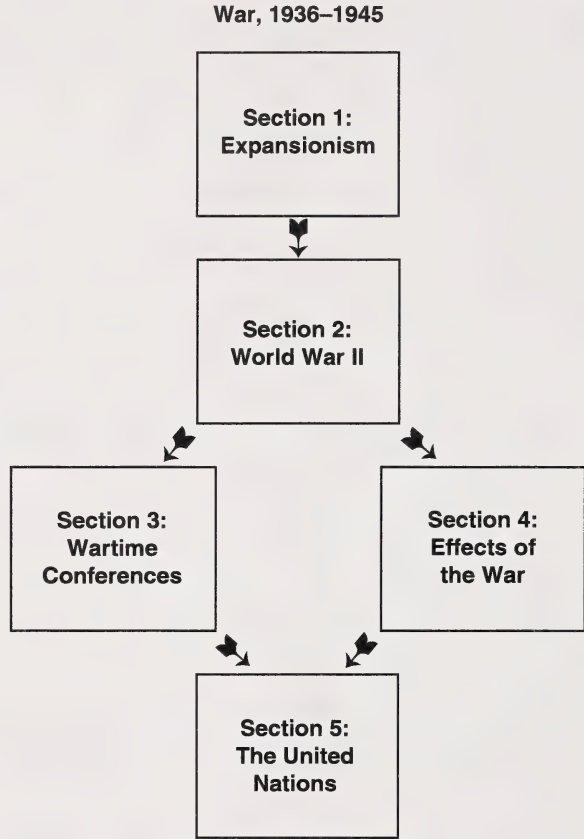 War, 1936–1945
Section 1:
Expansionism
Section 2:
World War II
Section 3:
Wartime
Conferences
Section 4:
Effects of
the War
Section 5:
The United
Nations